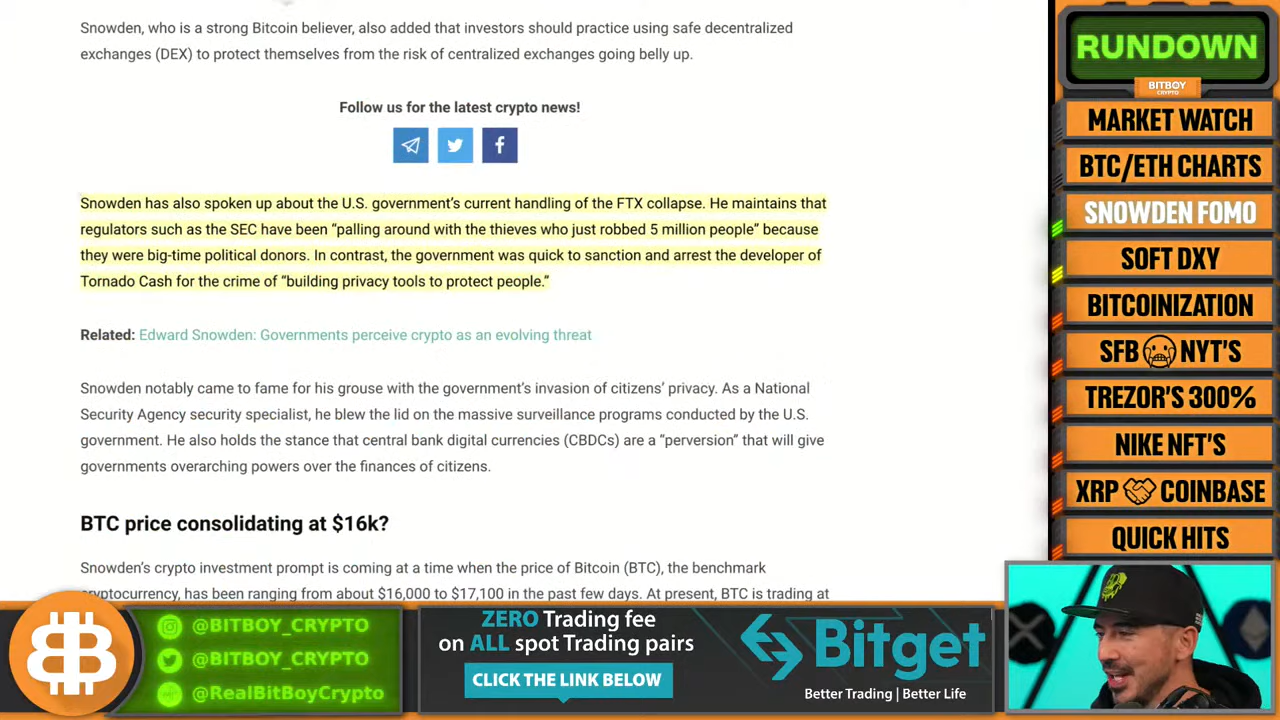 Snowden, who is a strong Bitcoin believer, also added that investors should practice using safe decentralized
exchanges (DEX) to protect themselves from the risk of centralized exchanges going belly up.
Follow us for the latest crypto news!
Snowden has also spoken up about the U.S. government’s current handling of the FTX collapse. He maintains that
regulators such as the SEC have been “palling around with the thieves who just robbed 5 million people” because
they were big-time political donors. In contrast, the government was quick to sanction and arrest the developer of
Tornado Cash for the crime of “building privacy tools to protect people.”
Related: Edward Snowden: Governments perceive crypto as an evolving threat
Snowden notably came to fame for his grouse with the government’s invasion of citizens’ privacy. As a National
Security Agency security specialist, he blew the lid on the massive surveillance programs conducted by the U.S.
government. He also holds the stance that central bank digital currencies (CBDCs) are a “perversion” that will give
governments overarching powers over the finances of citizens.
BTC price consolidating at $16k?
Snowden’s crypto investment prompt is coming at a time when the price of Bitcoin (BTC), the benchmark
cryptocurrency, has been ranging from about $16,000 to $17,100 in the past few days. At present, BTC is trading at
RUNDOWN
BITBOY
CRYPTO
MARKET WATCH
BTC/ETH CHARTS
SNOWDEN FOMO
SOFT DXY
BITCOINIZATION
SFB NYT'S
TREZOR'S 300%
NIKE NFT'S
XRP COINBASE
QUICK HITS
@BITBOY_CRYPTO
@BITBOY_CRYPTO
@RealBitBoyCrypto
ZERO Trading fee
on ALL spot Trading pairs
CLICK THE LINK BELOW
Bitget
Better Trading | Better Life